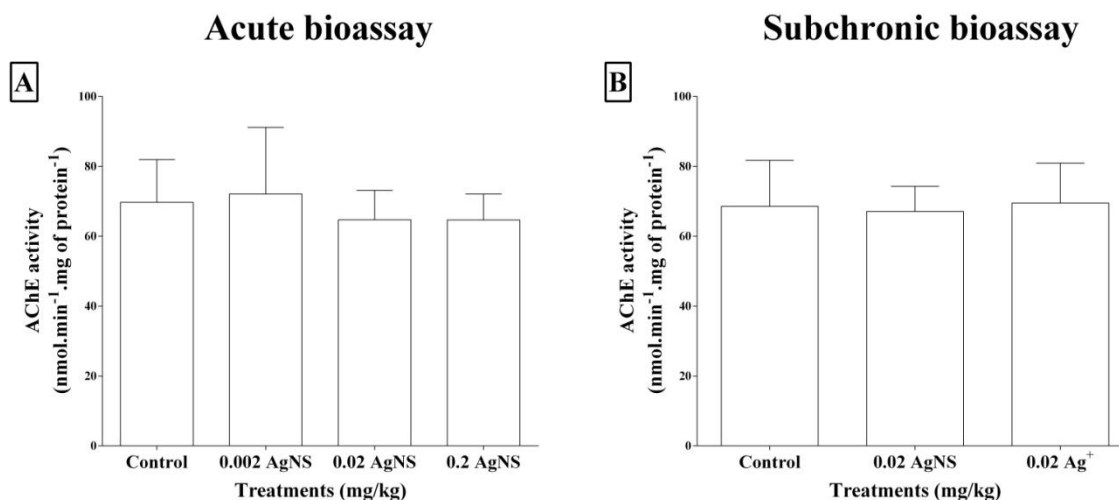 Acute bioassay
A
AChE activity
(nmol.min⁻¹.mg of protein⁻¹)
100
80
60
40
20
0
Control 0.002 AgNS 0.02 AgNS 0.2 AgNS
Treatments (mg/kg)
Subchronic bioassay
B
AChE activity
(nmol.min⁻¹.mg of protein⁻¹)
100
80
60
40
20
0
Control 0.02 AgNS 0.02 Ag⁺
Treatments (mg/kg)